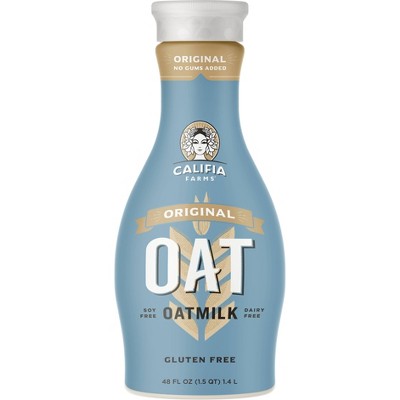 ORIGINAL
NO GUMS ADDED
CALIFIA
FARMS®
ORIGINAL
OAT
SOY FREE
OATMILK
DAIRY FREE
GLUTEN FREE
48 FL OZ (1.5 QT) 1.4 L